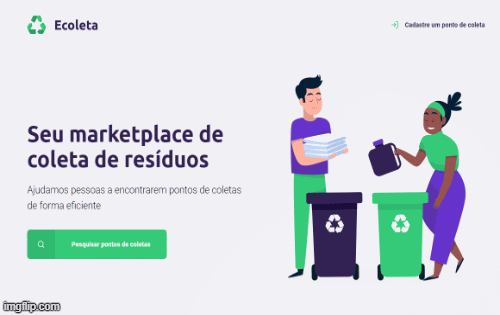 Ecoleta
Cadastre um ponto de coleta
Seu marketplace de
coleta de resíduos
Ajudamos pessoas a encontrarem pontos de coletas
de forma eficiente
Pesquisar pontos de coletas
imgflip.com